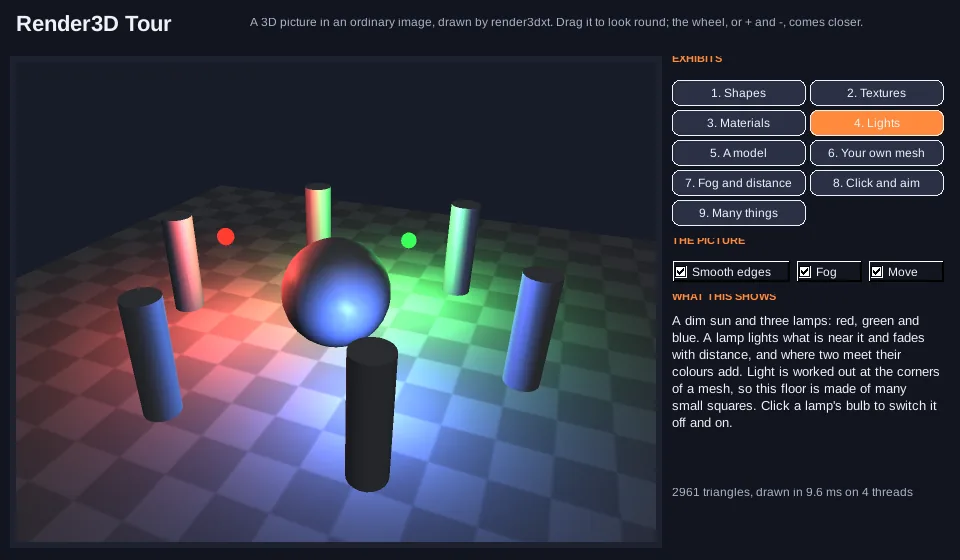 Render3D Tour
A 3D picture in an ordinary image, drawn by render3dxt. Drag it to look round; the wheel, or + and -, comes closer.
EXHIBITS
1. Shapes
2. Textures
3. Materials
4. Lights
5. A model
6. Your own mesh
7. Fog and distance
8. Click and aim
9. Many things
THE PICTURE
Smooth edges
Fog
Move
WHAT THIS SHOWS
A dim sun and three lamps: red, green and
blue. A lamp lights what is near it and fades
with distance, and where two meet their
colours add. Light is worked out at the corners
of a mesh, so this floor is made of many
small squares. Click a lamp's bulb to switch it
off and on.
2961 triangles, drawn in 9.6 ms on 4 threads